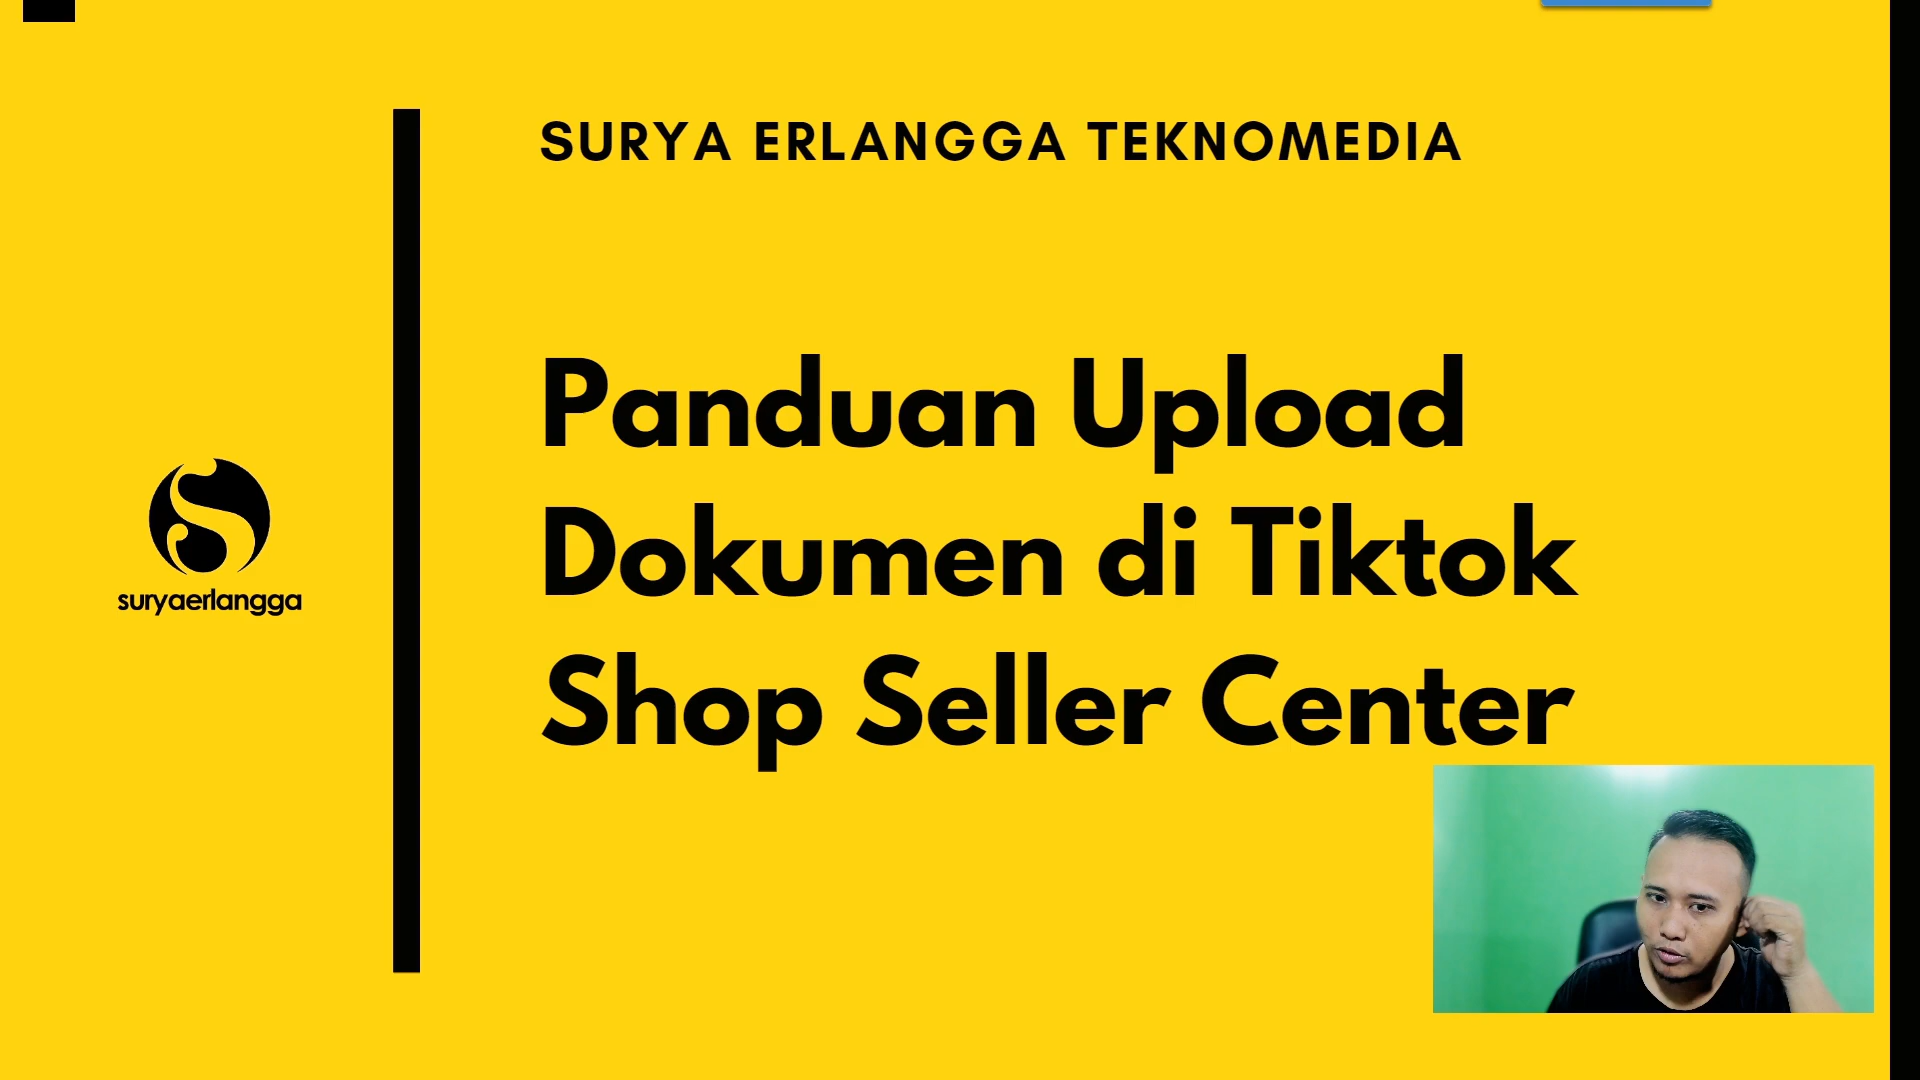 SURYA ERLANGGA TEKNOMEDIA
Panduan Upload
Dokumen di Tiktok
Shop Seller Center
suryaerlangga